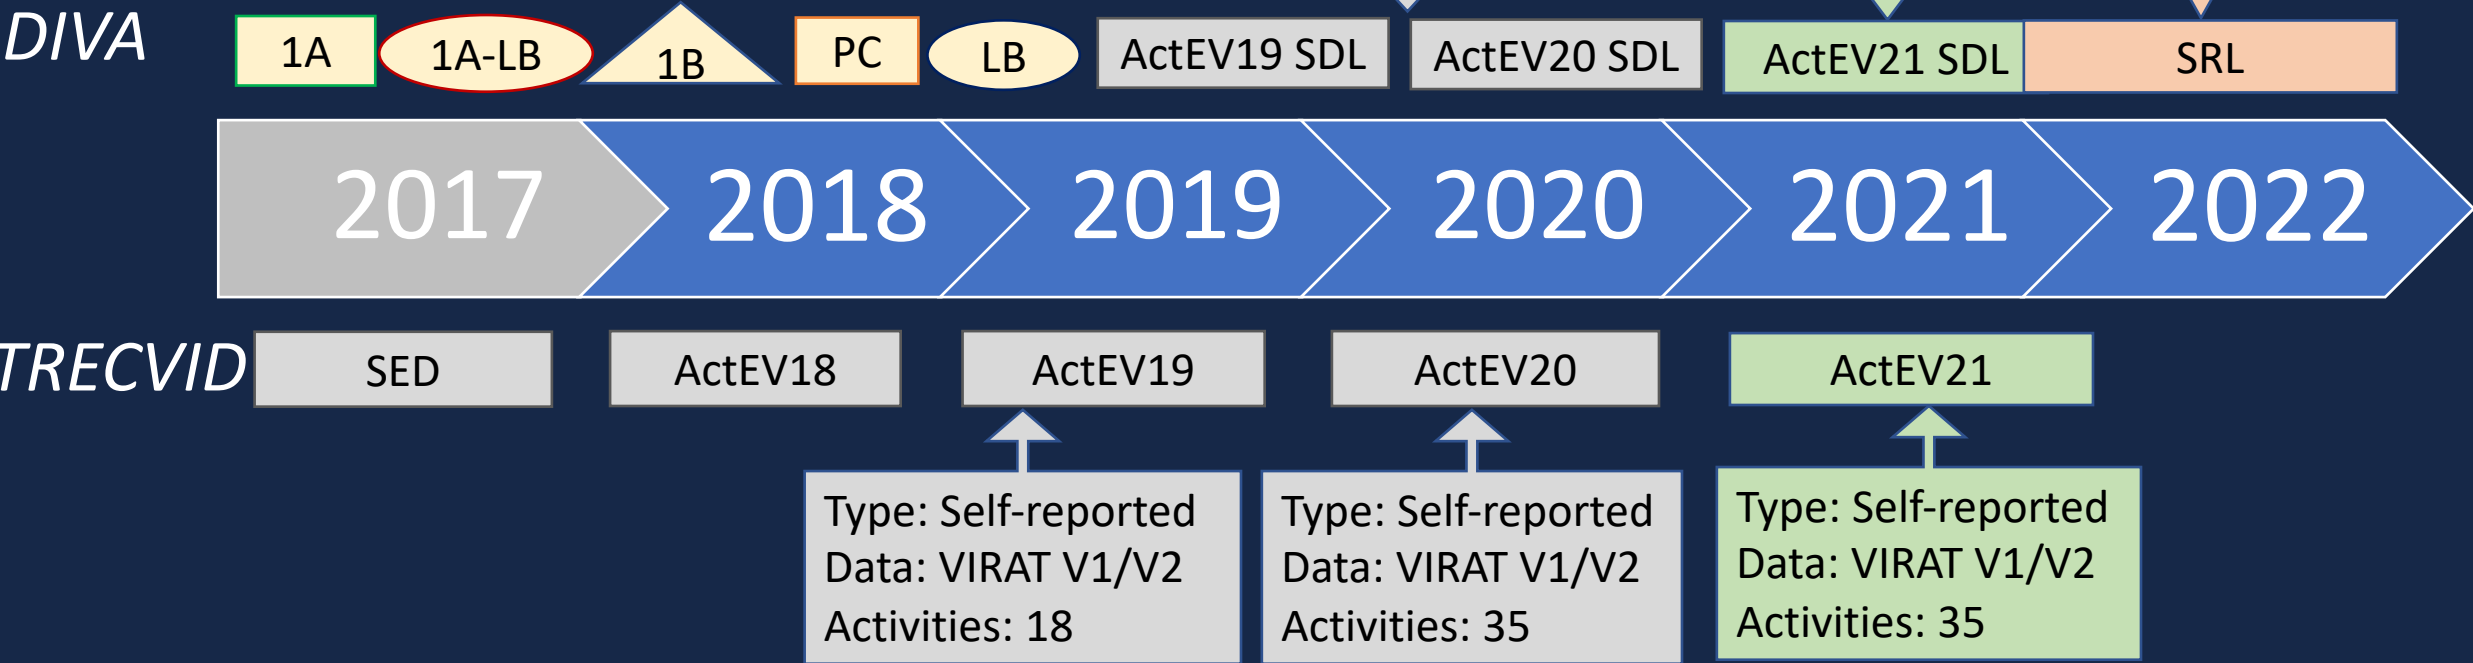 DIVA
1A
1A-LB
1B
PC
LB
ActEV19 SDL
ActEV20 SDL
ActEV21 SDL
SRL
2017
2018
2019
2020
2021
2022
TRECVID
SED
ActEV18
ActEV19
ActEV20
ActEV21
Type: Self-reported
Data: VIRAT V1/V2
Activities: 18
Type: Self-reported
Data: VIRAT V1/V2
Activities: 35
Type: Self-reported
Data: VIRAT V1/V2
Activities: 35